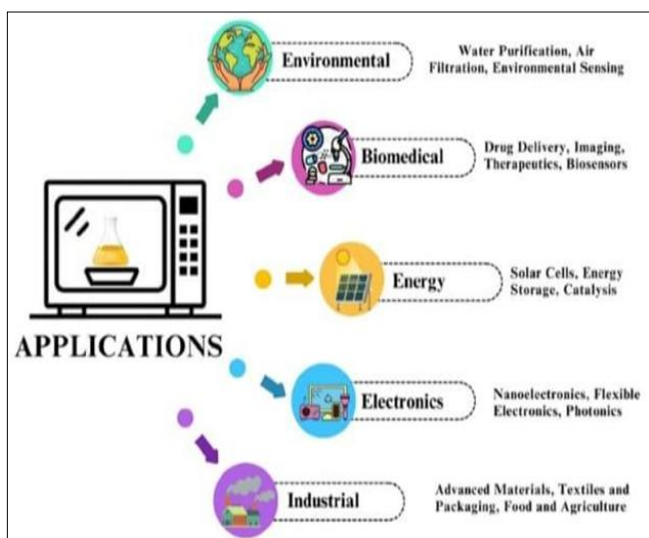 Environmental
Water Purification, Air
Filtration, Environmental Sensing
Biomedical
Drug Delivery, Imaging,
Therapeutics, Biosensors
Energy
Solar Cells, Energy
Storage, Catalysis
APPLICATIONS
Electronics
Nanoelectronics, Flexible
Electronics, Photonics
Industrial
Advanced Materials, Textiles and
Packaging, Food and Agriculture